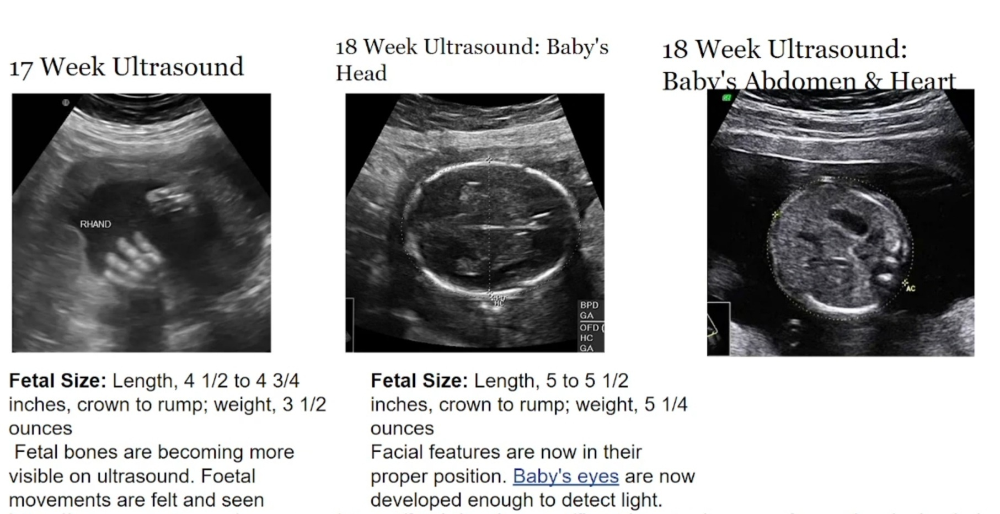 17 Week Ultrasound
18 Week Ultrasound: Baby's
Head
18 Week Ultrasound:
Baby's Abdomen & Heart
RHAND
HC
BPD
GA
OFD (
HC
GA
AC
Fetal Size: Length, 4 1/2 to 4 3/4
inches, crown to rump; weight, 3 1/2
ounces
Fetal bones are becoming more
visible on ultrasound. Foetal
movements are felt and seen
Fetal Size: Length, 5 to 5 1/2
inches, crown to rump; weight, 5 1/4
ounces
Facial features are now in their
proper position. Baby's eyes are now
developed enough to detect light.